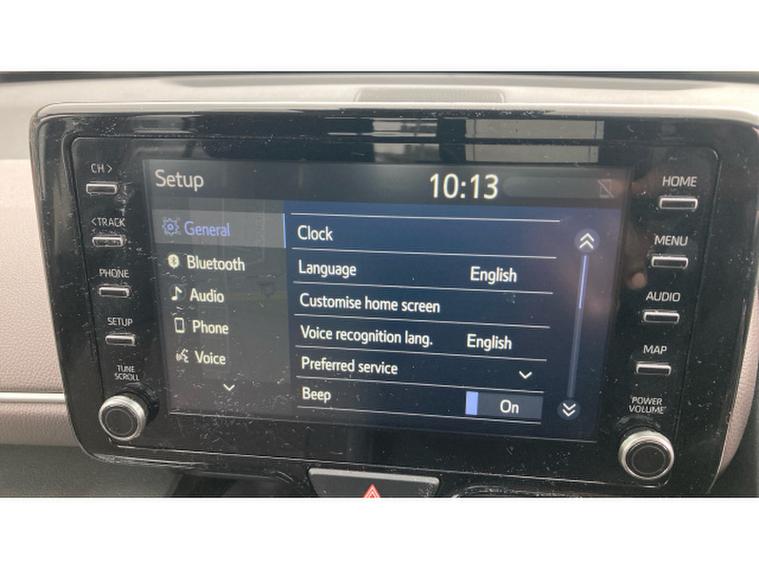 CH >
< TRACK
PHONE
SETUP
TUNE
SCROLL
Setup
10:13
General
Bluetooth
Audio
Phone
Voice
Clock
Language English
Customise home screen
Voice recognition lang. English
Preferred service
Beep On
HOME
MENU
AUDIO
MAP
POWER
VOLUME